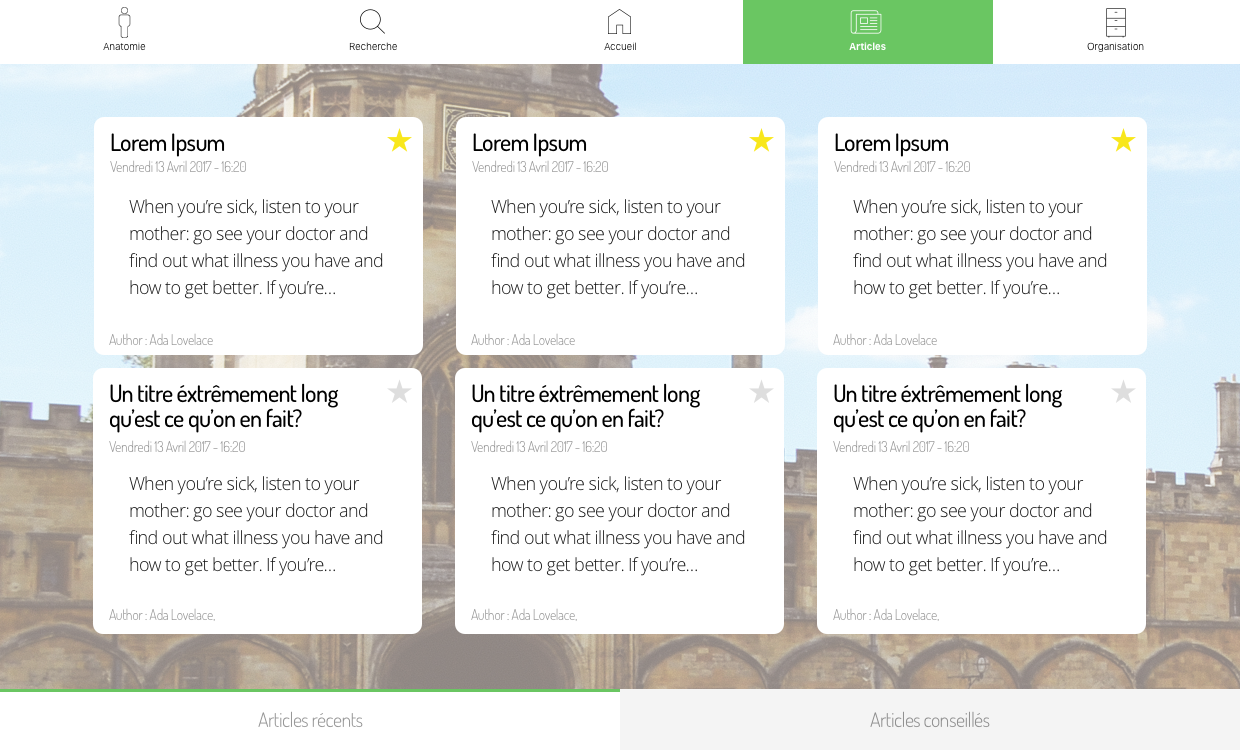 Anatomie
Recherche
Accueil
Articles
Organisation
Lorem Ipsum
Vendredi 13 Avril 2017 - 16:20
When you’re sick, listen to your
mother: go see your doctor and
find out what illness you have and
how to get better. If you’re...
Author : Ada Lovelace
Lorem Ipsum
Vendredi 13 Avril 2017 - 16:20
When you’re sick, listen to your
mother: go see your doctor and
find out what illness you have and
how to get better. If you’re...
Author : Ada Lovelace
Lorem Ipsum
Vendredi 13 Avril 2017 - 16:20
When you’re sick, listen to your
mother: go see your doctor and
find out what illness you have and
how to get better. If you’re...
Author : Ada Lovelace
Un titre éxtrêmement long
qu’est ce qu’on en fait?
Vendredi 13 Avril 2017 - 16:20
When you’re sick, listen to your
mother: go see your doctor and
find out what illness you have and
how to get better. If you’re...
Author : Ada Lovelace,
Un titre éxtrêmement long
qu’est ce qu’on en fait?
Vendredi 13 Avril 2017 - 16:20
When you’re sick, listen to your
mother: go see your doctor and
find out what illness you have and
how to get better. If you’re...
Author : Ada Lovelace,
Un titre éxtrêmement long
qu’est ce qu’on en fait?
Vendredi 13 Avril 2017 - 16:20
When you’re sick, listen to your
mother: go see your doctor and
find out what illness you have and
how to get better. If you’re...
Author : Ada Lovelace,
Articles récents
Articles conseillés